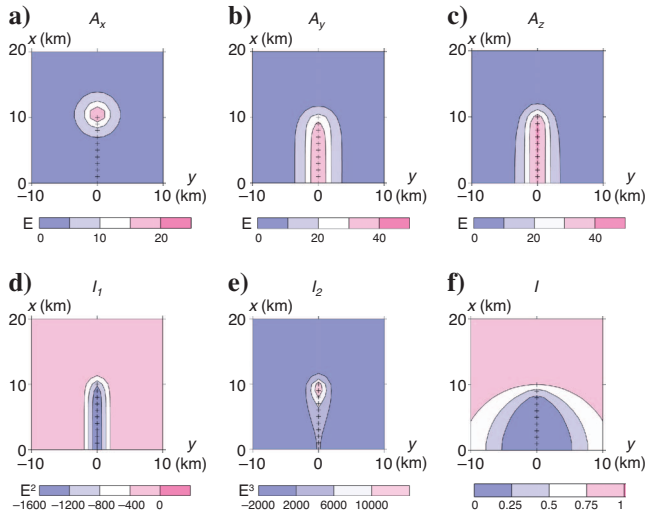 a) Aₓ
x (km)
20
10
0
−10 0 10
y
(km)
E
0 10 20
b) A_y
x (km)
20
10
0
−10 0 10
y
(km)
E
0 20 40
c) A_z
x (km)
20
10
0
−10 0 10
y
(km)
E
0 20 40
d) I₁
x (km)
20
10
0
−10 0 10
y
(km)
E²
−1600 −1200 −800 −400 0
e) I₂
x (km)
20
10
0
−10 0 10
y
(km)
E³
−2000 2000 6000 10000
f) I
x (km)
20
10
0
−10 0 10
y
(km)
0 0.25 0.5 0.75 1